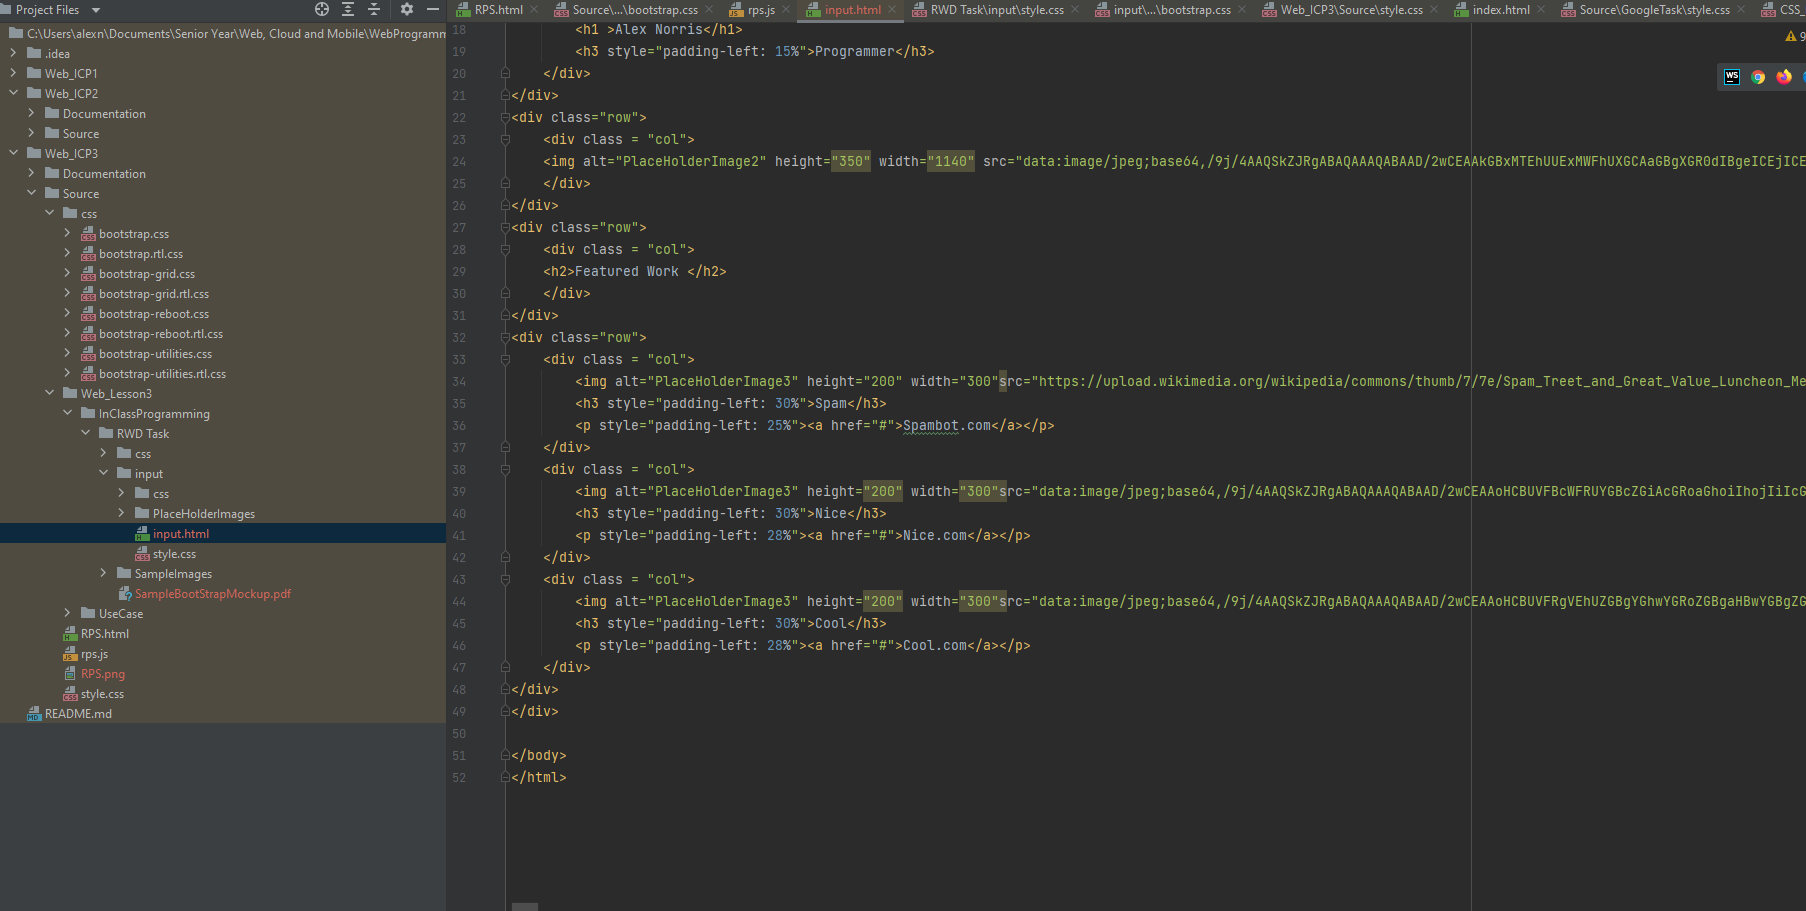 Project Files
RPS.html
Source\...\bootstrap.css
rps.js
input.html
RWD Task\input\style.css
input\...\bootstrap.css
Web_ICP3\Source\style.css
index.html
Source\GoogleTask\style.css
CSS_
C:\Users\alexn\Documents\Senior Year\Web, Cloud and Mobile\WebProgramm
.idea
Web_ICP1
Web_ICP2
Documentation
Source
Web_ICP3
Documentation
Source
css
bootstrap.css
bootstrap.rtl.css
bootstrap-grid.css
bootstrap-grid.rtl.css
bootstrap-reboot.css
bootstrap-reboot.rtl.css
bootstrap-utilities.css
bootstrap-utilities.rtl.css
Web_Lesson3
InClassProgramming
RWD Task
css
input
css
PlaceHolderImages
input.html
style.css
SampleImages
SampleBootStrapMockup.pdf
UseCase
RPS.html
rps.js
RPS.png
style.css
README.md
18 <h1 >Alex Norris</h1>
19 <h3 style="padding-left: 15%">Programmer</h3>
20 </div>
21 </div>
22 <div class="row">
23 <div class = "col">
24 <img alt="PlaceHolderImage2" height="350" width="1140" src="data:image/jpeg;base64,/9j/4AAQSkZJRgABAQAAAQABAAD/2wCEAAkGBxMTEhUUExMWFhUXGCAaGBgXGR0dIBgeICEjICE
25 </div>
26 </div>
27 <div class="row">
28 <div class = "col">
29 <h2>Featured Work </h2>
30 </div>
31 </div>
32 <div class="row">
33 <div class = "col">
34 <img alt="PlaceHolderImage3" height="200" width="300"src="https://upload.wikimedia.org/wikipedia/commons/thumb/7/7e/Spam_Treet_and_Great_Value_Luncheon_Me
35 <h3 style="padding-left: 30%">Spam</h3>
36 <p style="padding-left: 25%"><a href="#">Spambot.com</a></p>
37 </div>
38 <div class = "col">
39 <img alt="PlaceHolderImage3" height="200" width="300"src="data:image/jpeg;base64,/9j/4AAQSkZJRgABAQAAAQABAAD/2wCEAAoHCBUVFBcWFRUYGBcZGiAcGRoaGhoiIhojIiIcG
40 <h3 style="padding-left: 30%">Nice</h3>
41 <p style="padding-left: 28%"><a href="#">Nice.com</a></p>
42 </div>
43 <div class = "col">
44 <img alt="PlaceHolderImage3" height="200" width="300"src="data:image/jpeg;base64,/9j/4AAQSkZJRgABAQAAAQABAAD/2wCEAAoHCBUVFRgVEhUZGBgYGhwYGRoZGBgaHBwYGBgZG
45 <h3 style="padding-left: 30%">Cool</h3>
46 <p style="padding-left: 28%"><a href="#">Cool.com</a></p>
47 </div>
48 </div>
49 </div>
50
51 </body>
52 </html>
9
WS